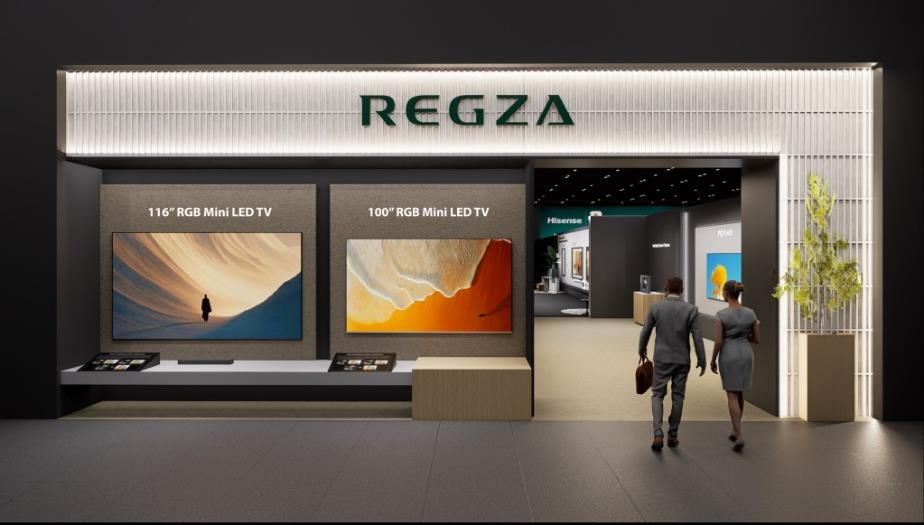 REGZA
116” RGB Mini LED TV
100” RGB Mini LED TV
Hisense